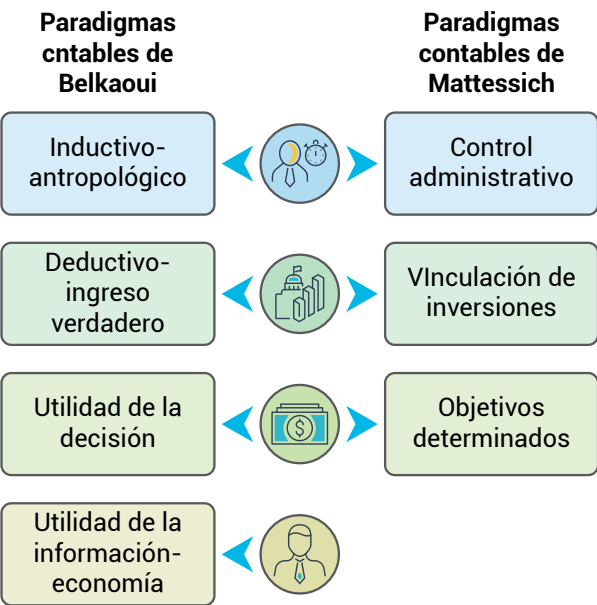 Paradigmas
cntables de
Belkaoui
Paradigmas
contables de
Mattessich
Inductivo-
antropológico
Control
administrativo
Deductivo-
ingreso
verdadero
VInculación de
inversiones
Utilidad de la
decisión
$
Objetivos
determinados
Utilidad de la
información-
economía